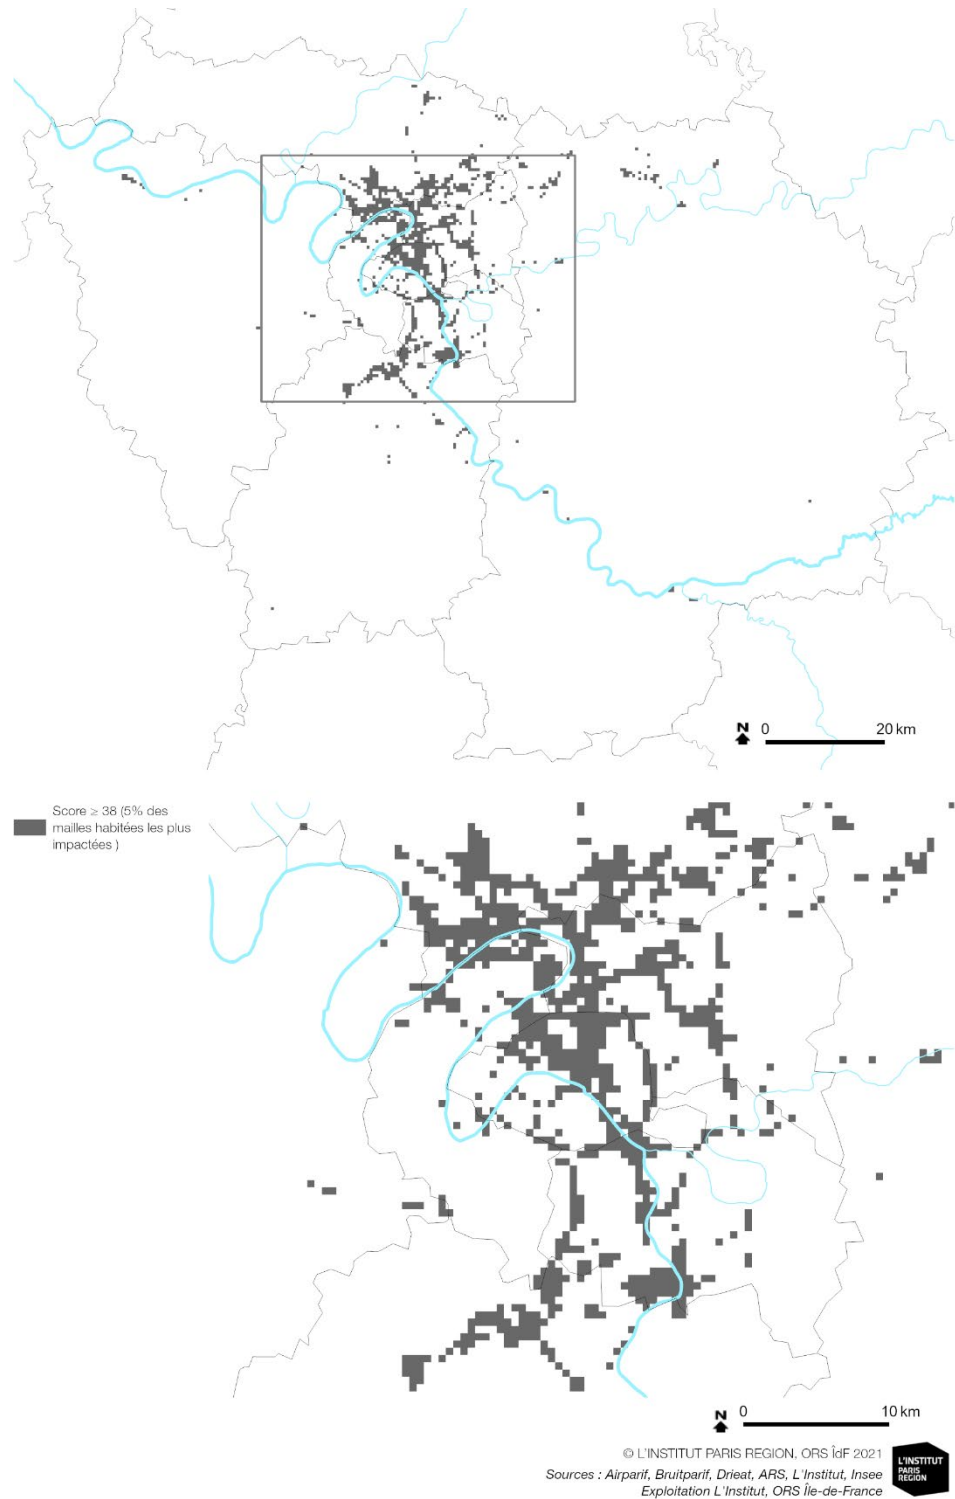 N 0 20 km
Score ≥ 38 (5% des
mailles habitées les plus
impactées )
N 0 10 km
© L'INSTITUT PARIS REGION, ORS ÎdF 2021
Sources : Airparif, Bruitparif, Drieat, ARS, L'Institut, Insee
Exploitation L'Institut, ORS Île-de-France
L'INSTITUT
PARIS
REGION